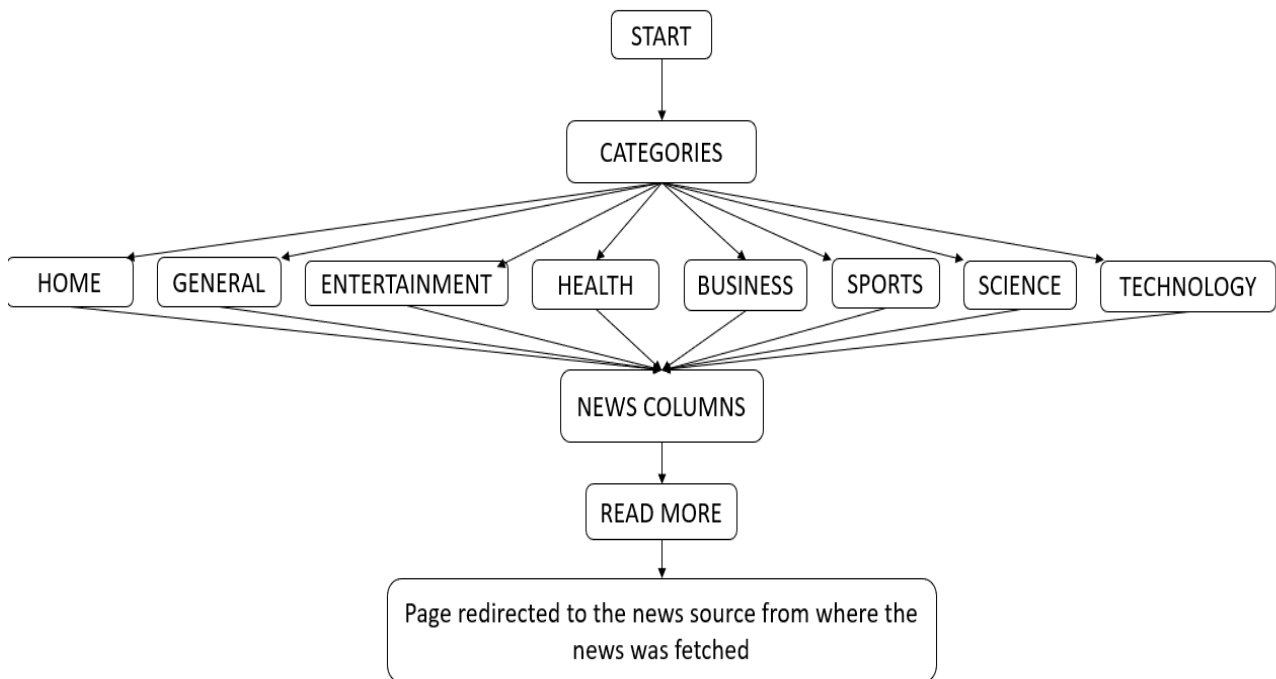 START
CATEGORIES
HOME
GENERAL
ENTERTAINMENT
HEALTH
BUSINESS
SPORTS
SCIENCE
TECHNOLOGY
NEWS COLUMNS
READ MORE
Page redirected to the news source from where the
news was fetched